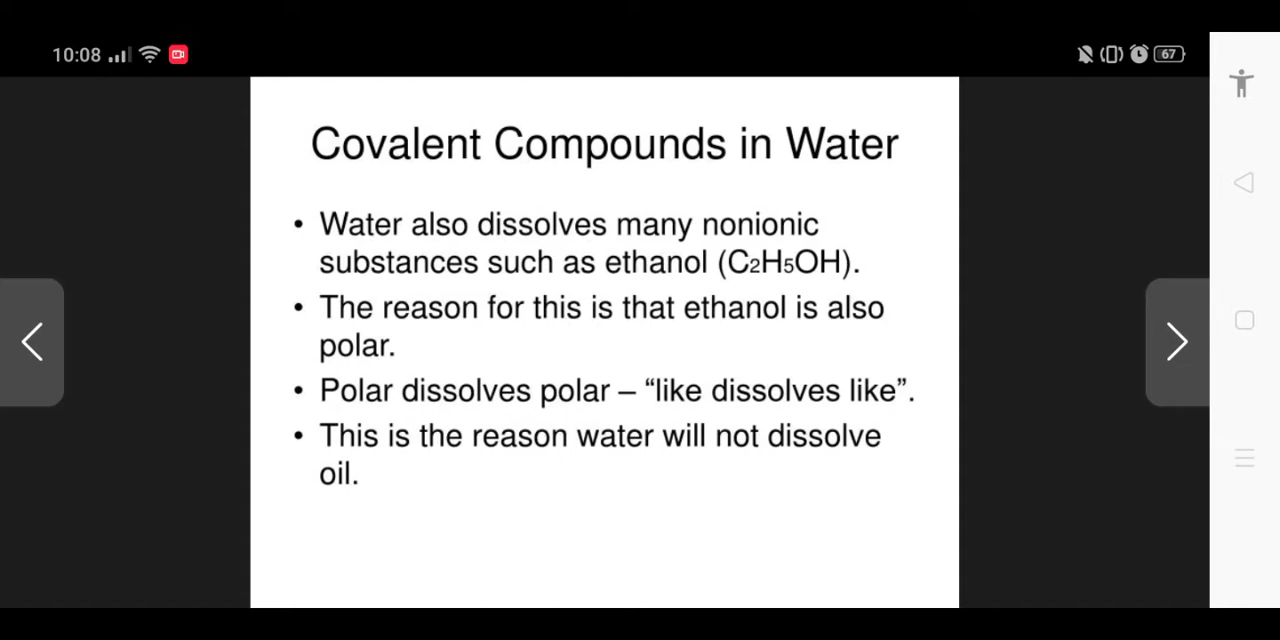 10:08
67
Covalent Compounds in Water
• Water also dissolves many nonionic
substances such as ethanol (C2H5OH).
• The reason for this is that ethanol is also
polar.
• Polar dissolves polar – “like dissolves like”.
• This is the reason water will not dissolve
oil.